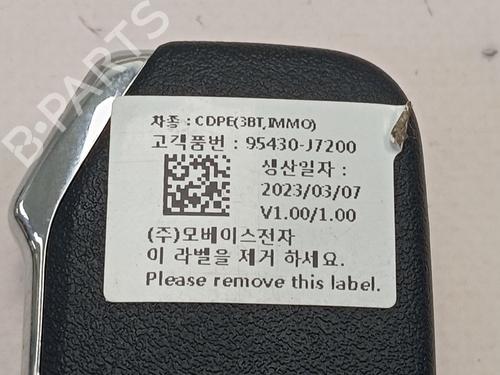 차종 : CDPE(3BT,IMMO)
고객품번 : 95430-J7200
생산일자 :
2023/03/07
V1.00/1.00
(주)모베이스전자
이 라벨을 제거 하세요.
Please remove this label.
B-PARTS